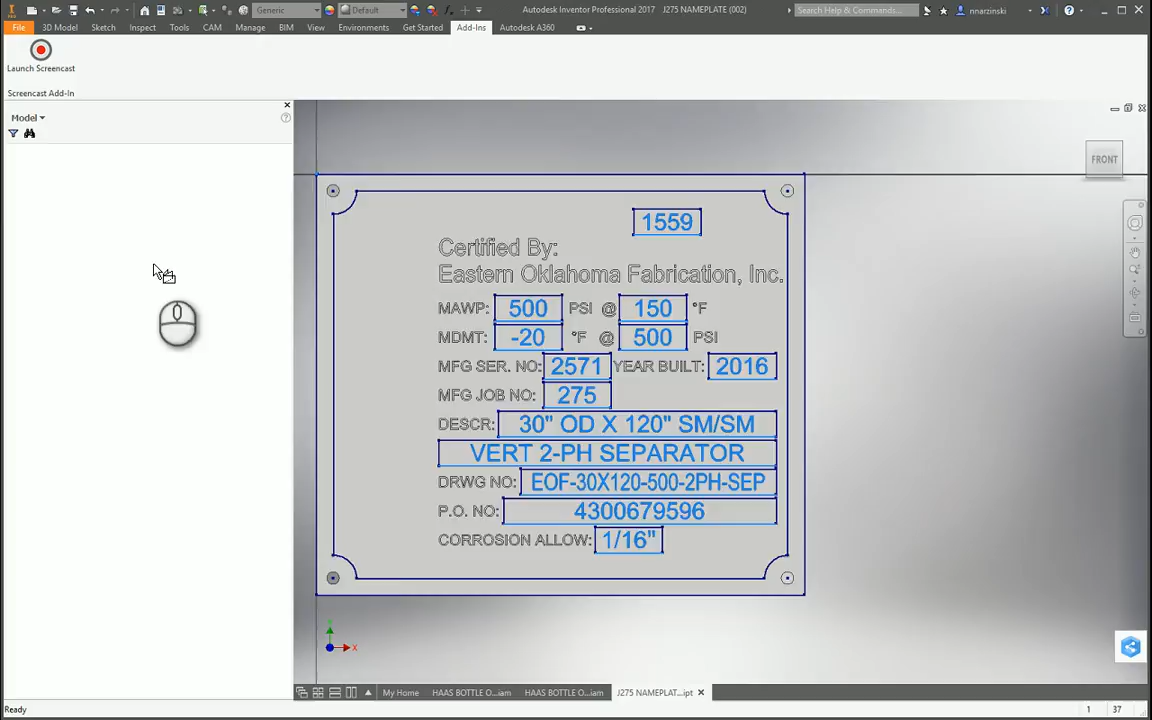 Generic Default Autodesk Inventor Professional 2017 J275 NAMEPLATE (002) Search Help & Commands... nnarzinski
File 3D Model Sketch Inspect Tools CAM Manage BIM View Environments Get Started Add-Ins Autodesk A360
Launch Screencast
Screencast Add-In
Model
FRONT
1559
Certified By:
Eastern Oklahoma Fabrication, Inc.
MAWP: 500 PSI @ 150 °F
MDMT: -20 °F @ 500 PSI
MFG SER. NO: 2571 YEAR BUILT: 2016
MFG JOB NO: 275
DESCR: 30" OD X 120" SM/SM
VERT 2-PH SEPARATOR
DRWG NO: EOF-30X120-500-2PH-SEP
P.O. NO: 4300679596
CORROSION ALLOW: 1/16"
X
My Home HAAS BOTTLE O...iam HAAS BOTTLE O...iam J275 NAMEPLAT...ipt
Ready 1 37